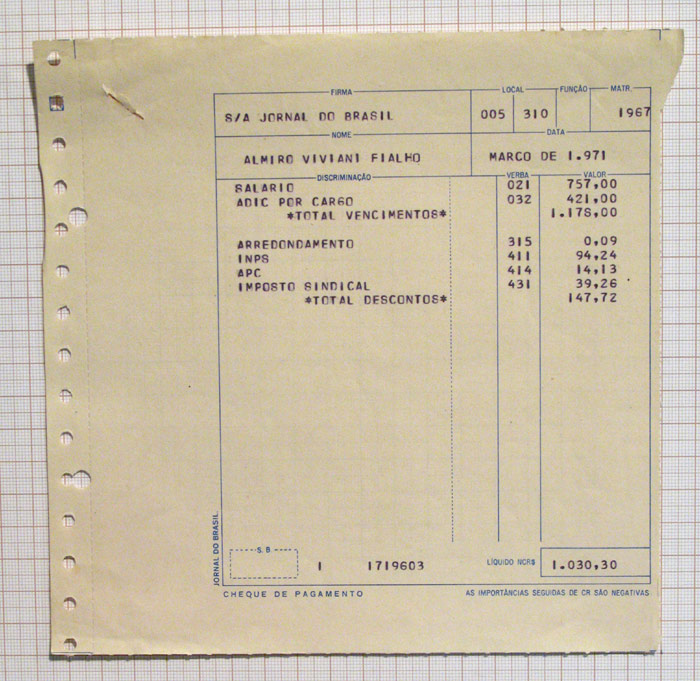 FIRMA LOCAL FUNÇÃO MATR.
S/A JORNAL DO BRASIL 005 310 1967
NOME DATA
ALMIRO VIVIANI FIALHO MARCO DE 1.971
DISCRIMINAÇÃO VERBA VALOR
SALARIO 021 757,00
ADIC POR CARGO 032 421,00
*TOTAL VENCIMENTOS* 1.178,00
ARREDONDAMENTO 315 0,09
INPS 411 94,24
APC 414 14,13
IMPOSTO SINDICAL 431 39,26
*TOTAL DESCONTOS* 147,72
JORNAL DO BRASIL
S. B.
1 1719603 LÍQUIDO NCR$ 1.030,30
CHEQUE DE PAGAMENTO AS IMPORTÂNCIAS SEGUIDAS DE CR SÃO NEGATIVAS